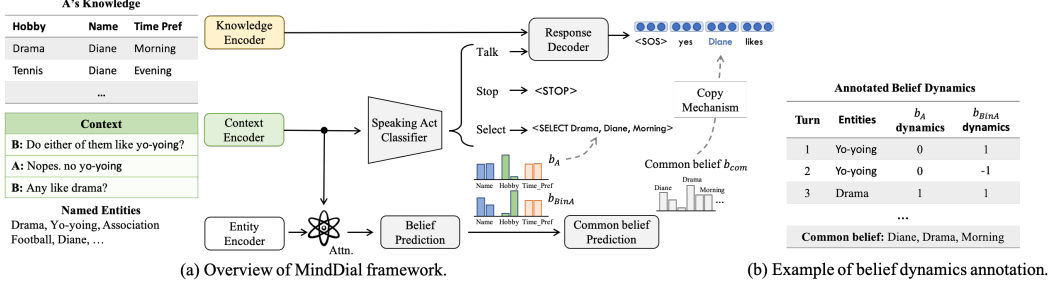 A's Knowledge
Hobby Name Time Pref
Drama Diane Morning
Tennis Diane Evening
...
Context
B: Do either of them like yo-yoing?
A: Nopes. no yo-yoing
B: Any like drama?
Named Entities
Drama, Yo-yoing, Association
Football, Diane, ...
Knowledge
Encoder
Context
Encoder
Entity
Encoder
Attn.
Speaking Act
Classifier
Talk
Stop
Select
Response
Decoder
<SOS> yes Diane likes
<STOP>
<SELECT Drama, Diane, Morning>
Copy
Mechanism
b_A
Name Hobby Time_Pref
b_BinA
Name Hobby Time_Pref
Belief
Prediction
Common belief
Prediction
Common belief b_com
Diane Drama Morning ...
(a) Overview of MindDial framework.
Annotated Belief Dynamics
Turn Entities b_A dynamics b_BinA dynamics
1 Yo-yoing 0 1
2 Yo-yoing 0 -1
3 Drama 1 1
...
Common belief: Diane, Drama, Morning
(b) Example of belief dynamics annotation.